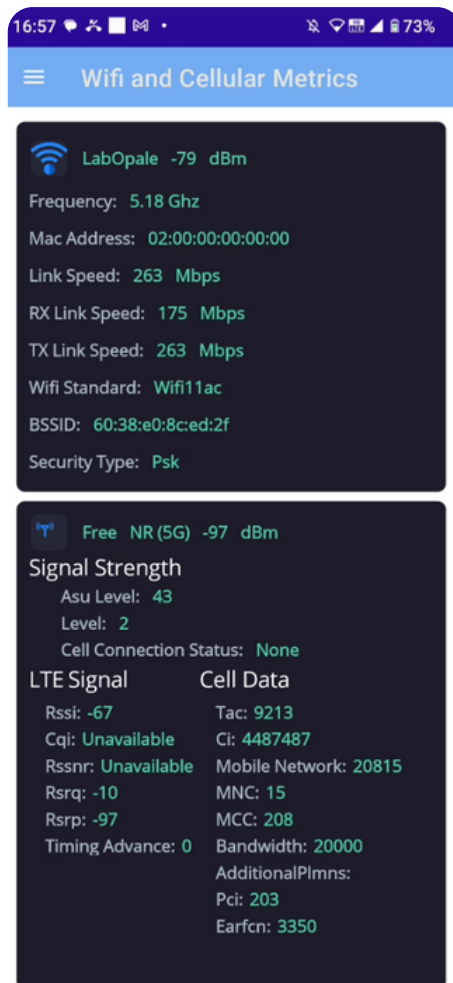 16:57 73%
Wifi and Cellular Metrics
LabOpale -79 dBm
Frequency: 5.18 Ghz
Mac Address: 02:00:00:00:00:00
Link Speed: 263 Mbps
RX Link Speed: 175 Mbps
TX Link Speed: 263 Mbps
Wifi Standard: Wifi11ac
BSSID: 60:38:e0:8c:ed:2f
Security Type: Psk
Free NR (5G) -97 dBm
Signal Strength
Asu Level: 43
Level: 2
Cell Connection Status: None
LTE Signal
Rssi: -67
Cqi: Unavailable
Rssnr: Unavailable
Rsrq: -10
Rsrp: -97
Timing Advance: 0
Cell Data
Tac: 9213
Ci: 4487487
Mobile Network: 20815
MNC: 15
MCC: 208
Bandwidth: 20000
AdditionalPlmns:
Pci: 203
Earfcn: 3350